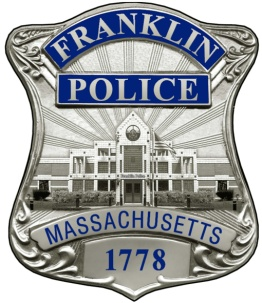 FRANKLIN
POLICE
MASSACHUSETTS
1778